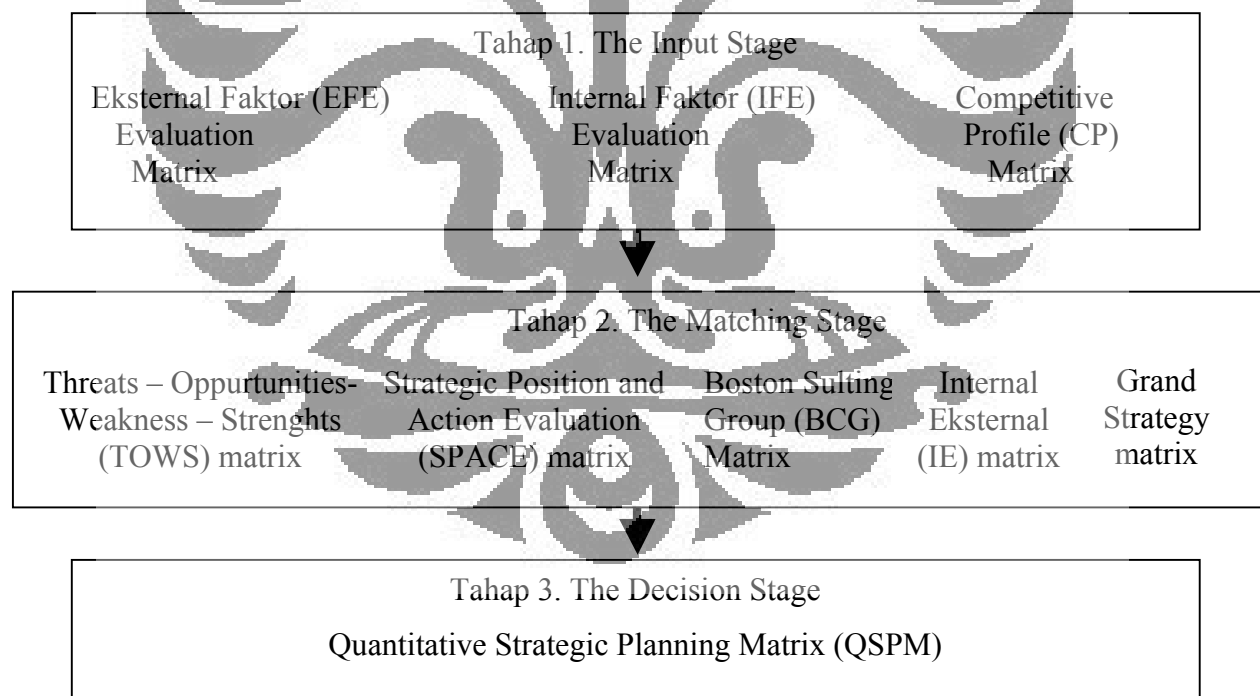 Tahap 1. The Input Stage
Eksternal Faktor (EFE)
Evaluation
Matrix
Internal Faktor (IFE)
Evaluation
Matrix
Competitive
Profile (CP)
Matrix
Tahap 2. The Matching Stage
Threats – Oppurtunities-
Weakness – Strenghts
(TOWS) matrix
Strategic Position and
Action Evaluation
(SPACE) matrix
Boston Sulting
Group (BCG)
Matrix
Internal
Eksternal
(IE) matrix
Grand
Strategy
matrix
Tahap 3. The Decision Stage
Quantitative Strategic Planning Matrix (QSPM)